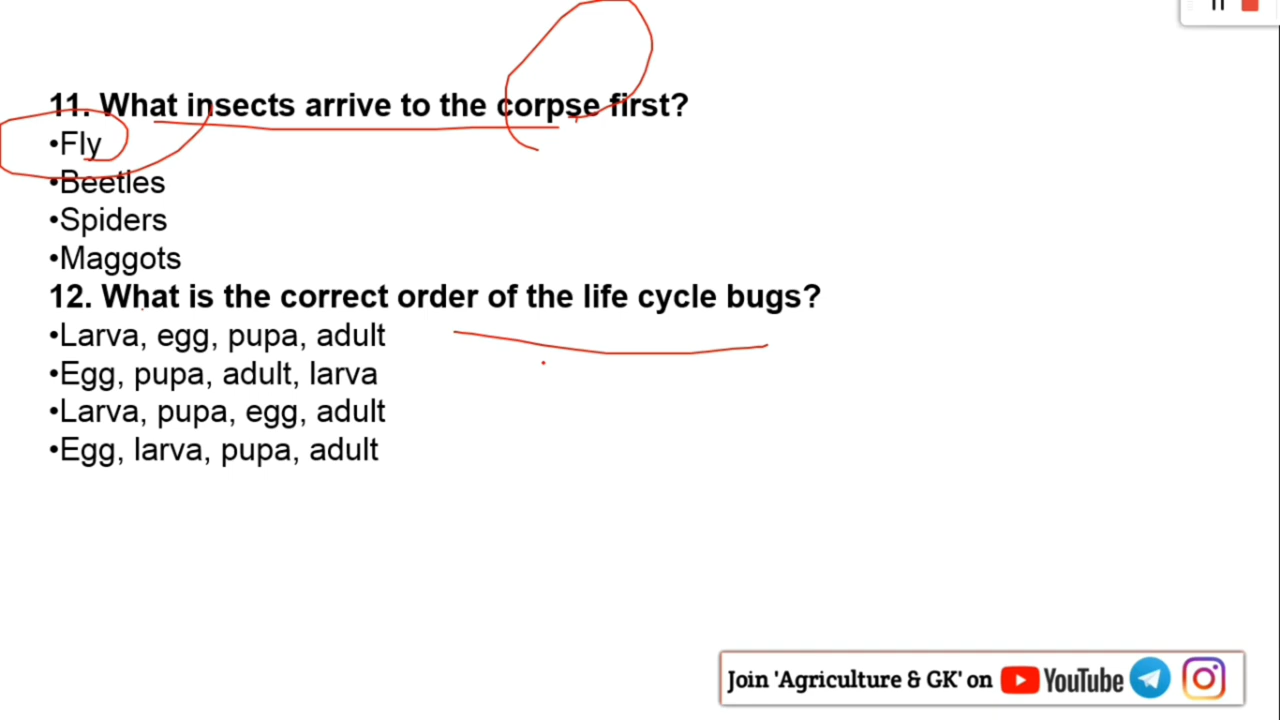 11. What insects arrive to the corpse first?
•Fly
•Beetles
•Spiders
•Maggots
12. What is the correct order of the life cycle bugs?
•Larva, egg, pupa, adult
•Egg, pupa, adult, larva
•Larva, pupa, egg, adult
•Egg, larva, pupa, adult
Join 'Agriculture & GK' on YouTube